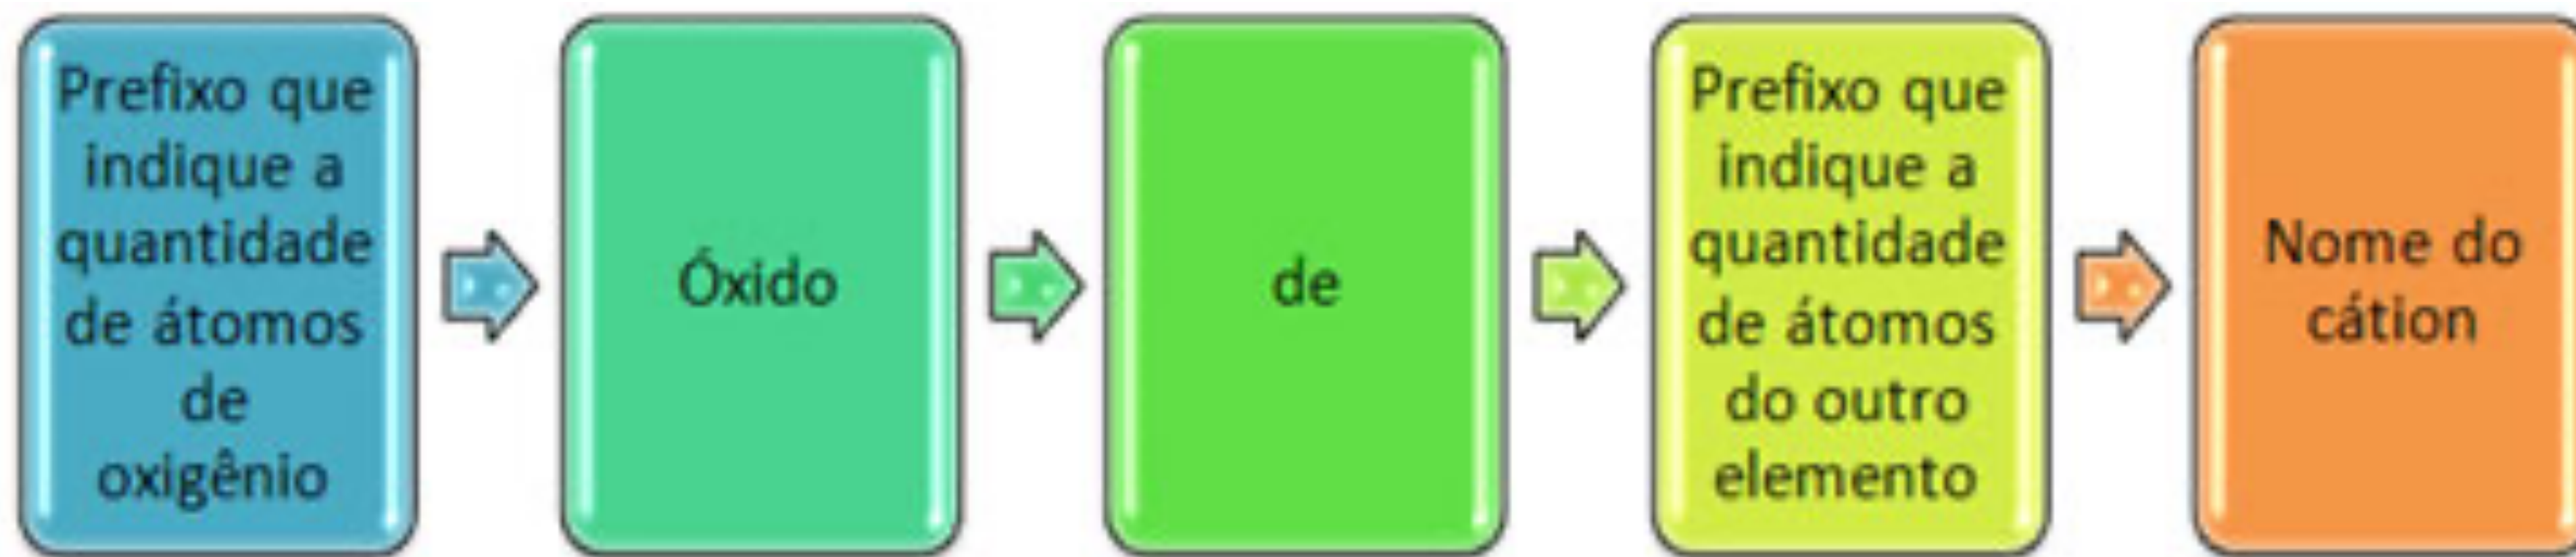 Prefixo que
indique a
quantidade
de átomos
de
oxigênio
Óxido
de
Prefixo que
indique a
quantidade
de átomos
do outro
elemento
Nome do
cátion